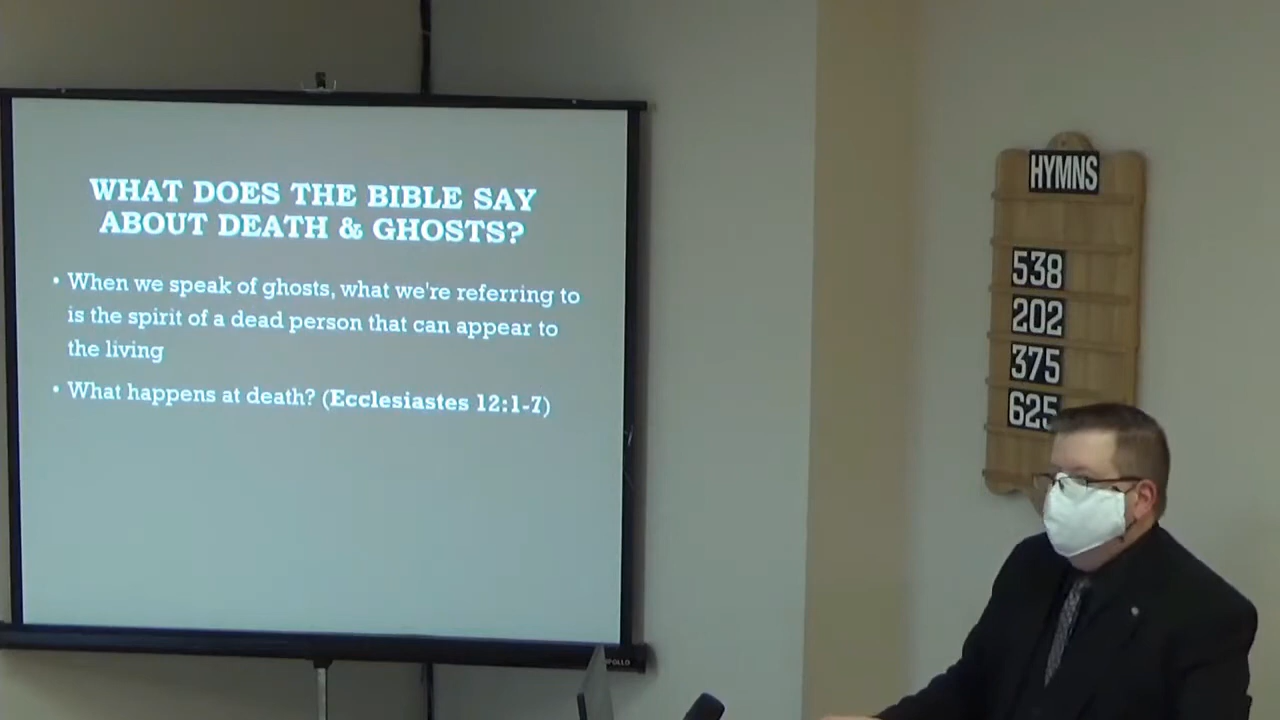 WHAT DOES THE BIBLE SAY
ABOUT DEATH & GHOSTS?
• When we speak of ghosts, what we're referring to
is the spirit of a dead person that can appear to
the living
• What happens at death? (Ecclesiastes 12:1-7)
HYMNS
538
202
375
625